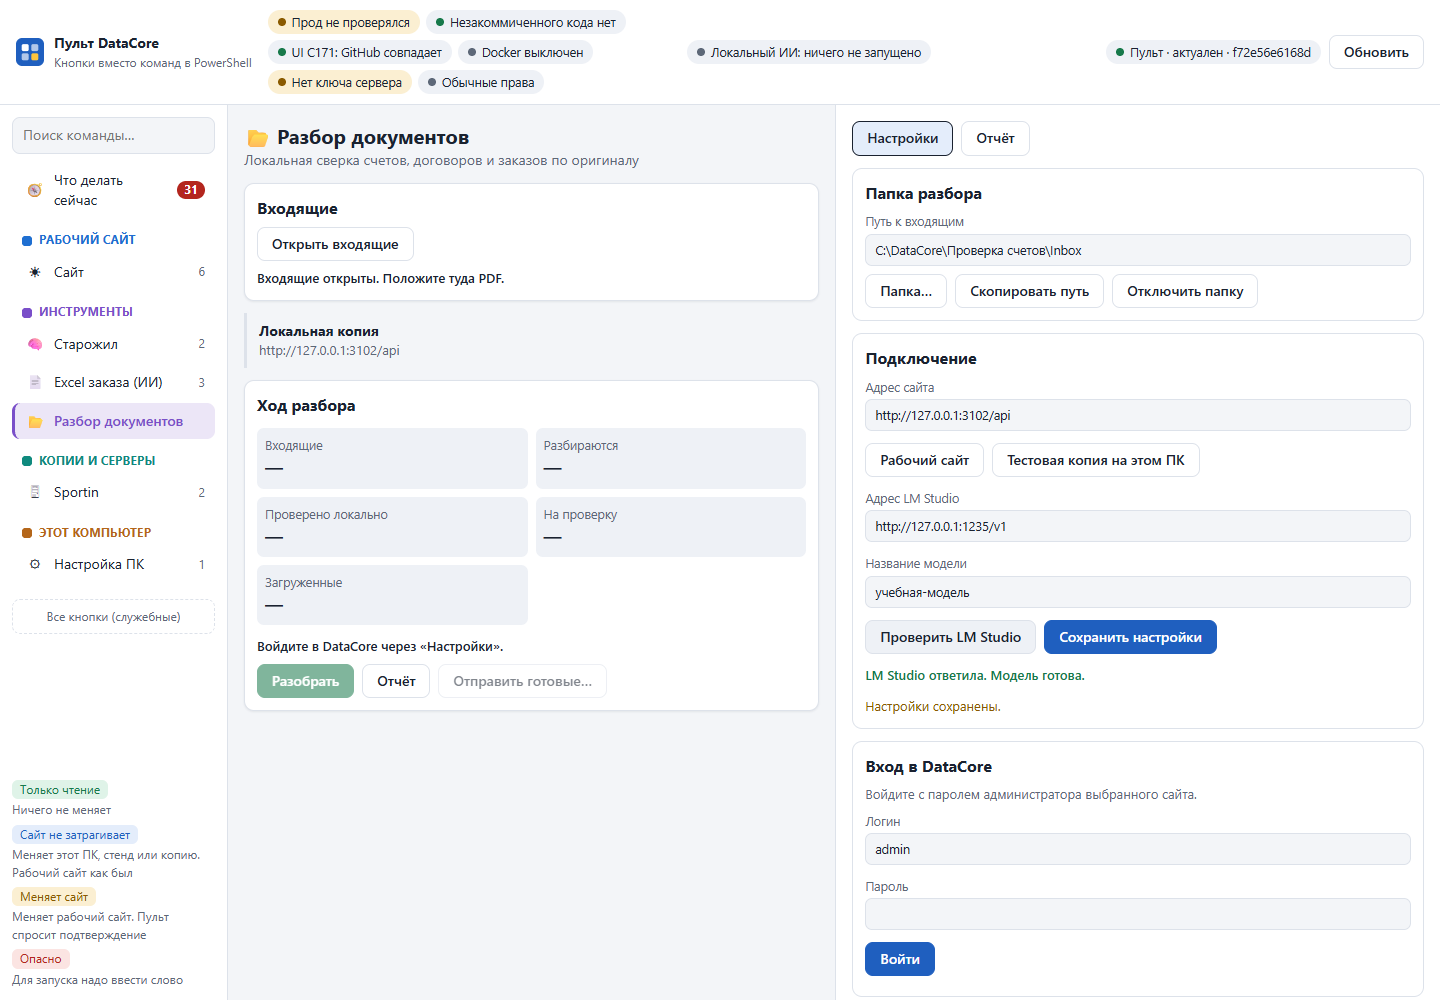 Пульт DataCore
Кнопки вместо команд в PowerShell
Прод не проверялся
Незакоммиченного кода нет
UI C171: GitHub совпадает
Docker выключен
Нет ключа сервера
Обычные права
Локальный ИИ: ничего не запущено
Пульт · актуален · f72e56e6168d
Обновить
Поиск команды...
Что делать
сейчас
31
РАБОЧИЙ САЙТ
Сайт 6
ИНСТРУМЕНТЫ
Старожил 2
Excel заказа (ИИ) 3
Разбор документов
КОПИИ И СЕРВЕРЫ
Sportin 2
ЭТОТ КОМПЬЮТЕР
Настройка ПК 1
Все кнопки (служебные)
Только чтение
Ничего не меняет
Сайт не затрагивает
Меняет этот ПК, стенд или копию.
Рабочий сайт как был
Меняет сайт
Меняет рабочий сайт. Пульт
спросит подтверждение
Опасно
Для запуска надо ввести слово
Разбор документов
Локальная сверка счетов, договоров и заказов по оригиналу
Входящие
Открыть входящие
Входящие открыты. Положите туда PDF.
Локальная копия
http://127.0.0.1:3102/api
Ход разбора
Входящие
—
Разбираются
—
Проверено локально
—
На проверку
—
Загруженные
—
Войдите в DataCore через «Настройки».
Разобрать
Отчёт
Отправить готовые...
Настройки
Отчёт
Папка разбора
Путь к входящим
C:\DataCore\Проверка счетов\Inbox
Папка...
Скопировать путь
Отключить папку
Подключение
Адрес сайта
http://127.0.0.1:3102/api
Рабочий сайт
Тестовая копия на этом ПК
Адрес LM Studio
http://127.0.0.1:1235/v1
Название модели
учебная-модель
Проверить LM Studio
Сохранить настройки
LM Studio ответила. Модель готова.
Настройки сохранены.
Вход в DataCore
Войдите с паролем администратора выбранного сайта.
Логин
admin
Пароль
Войти